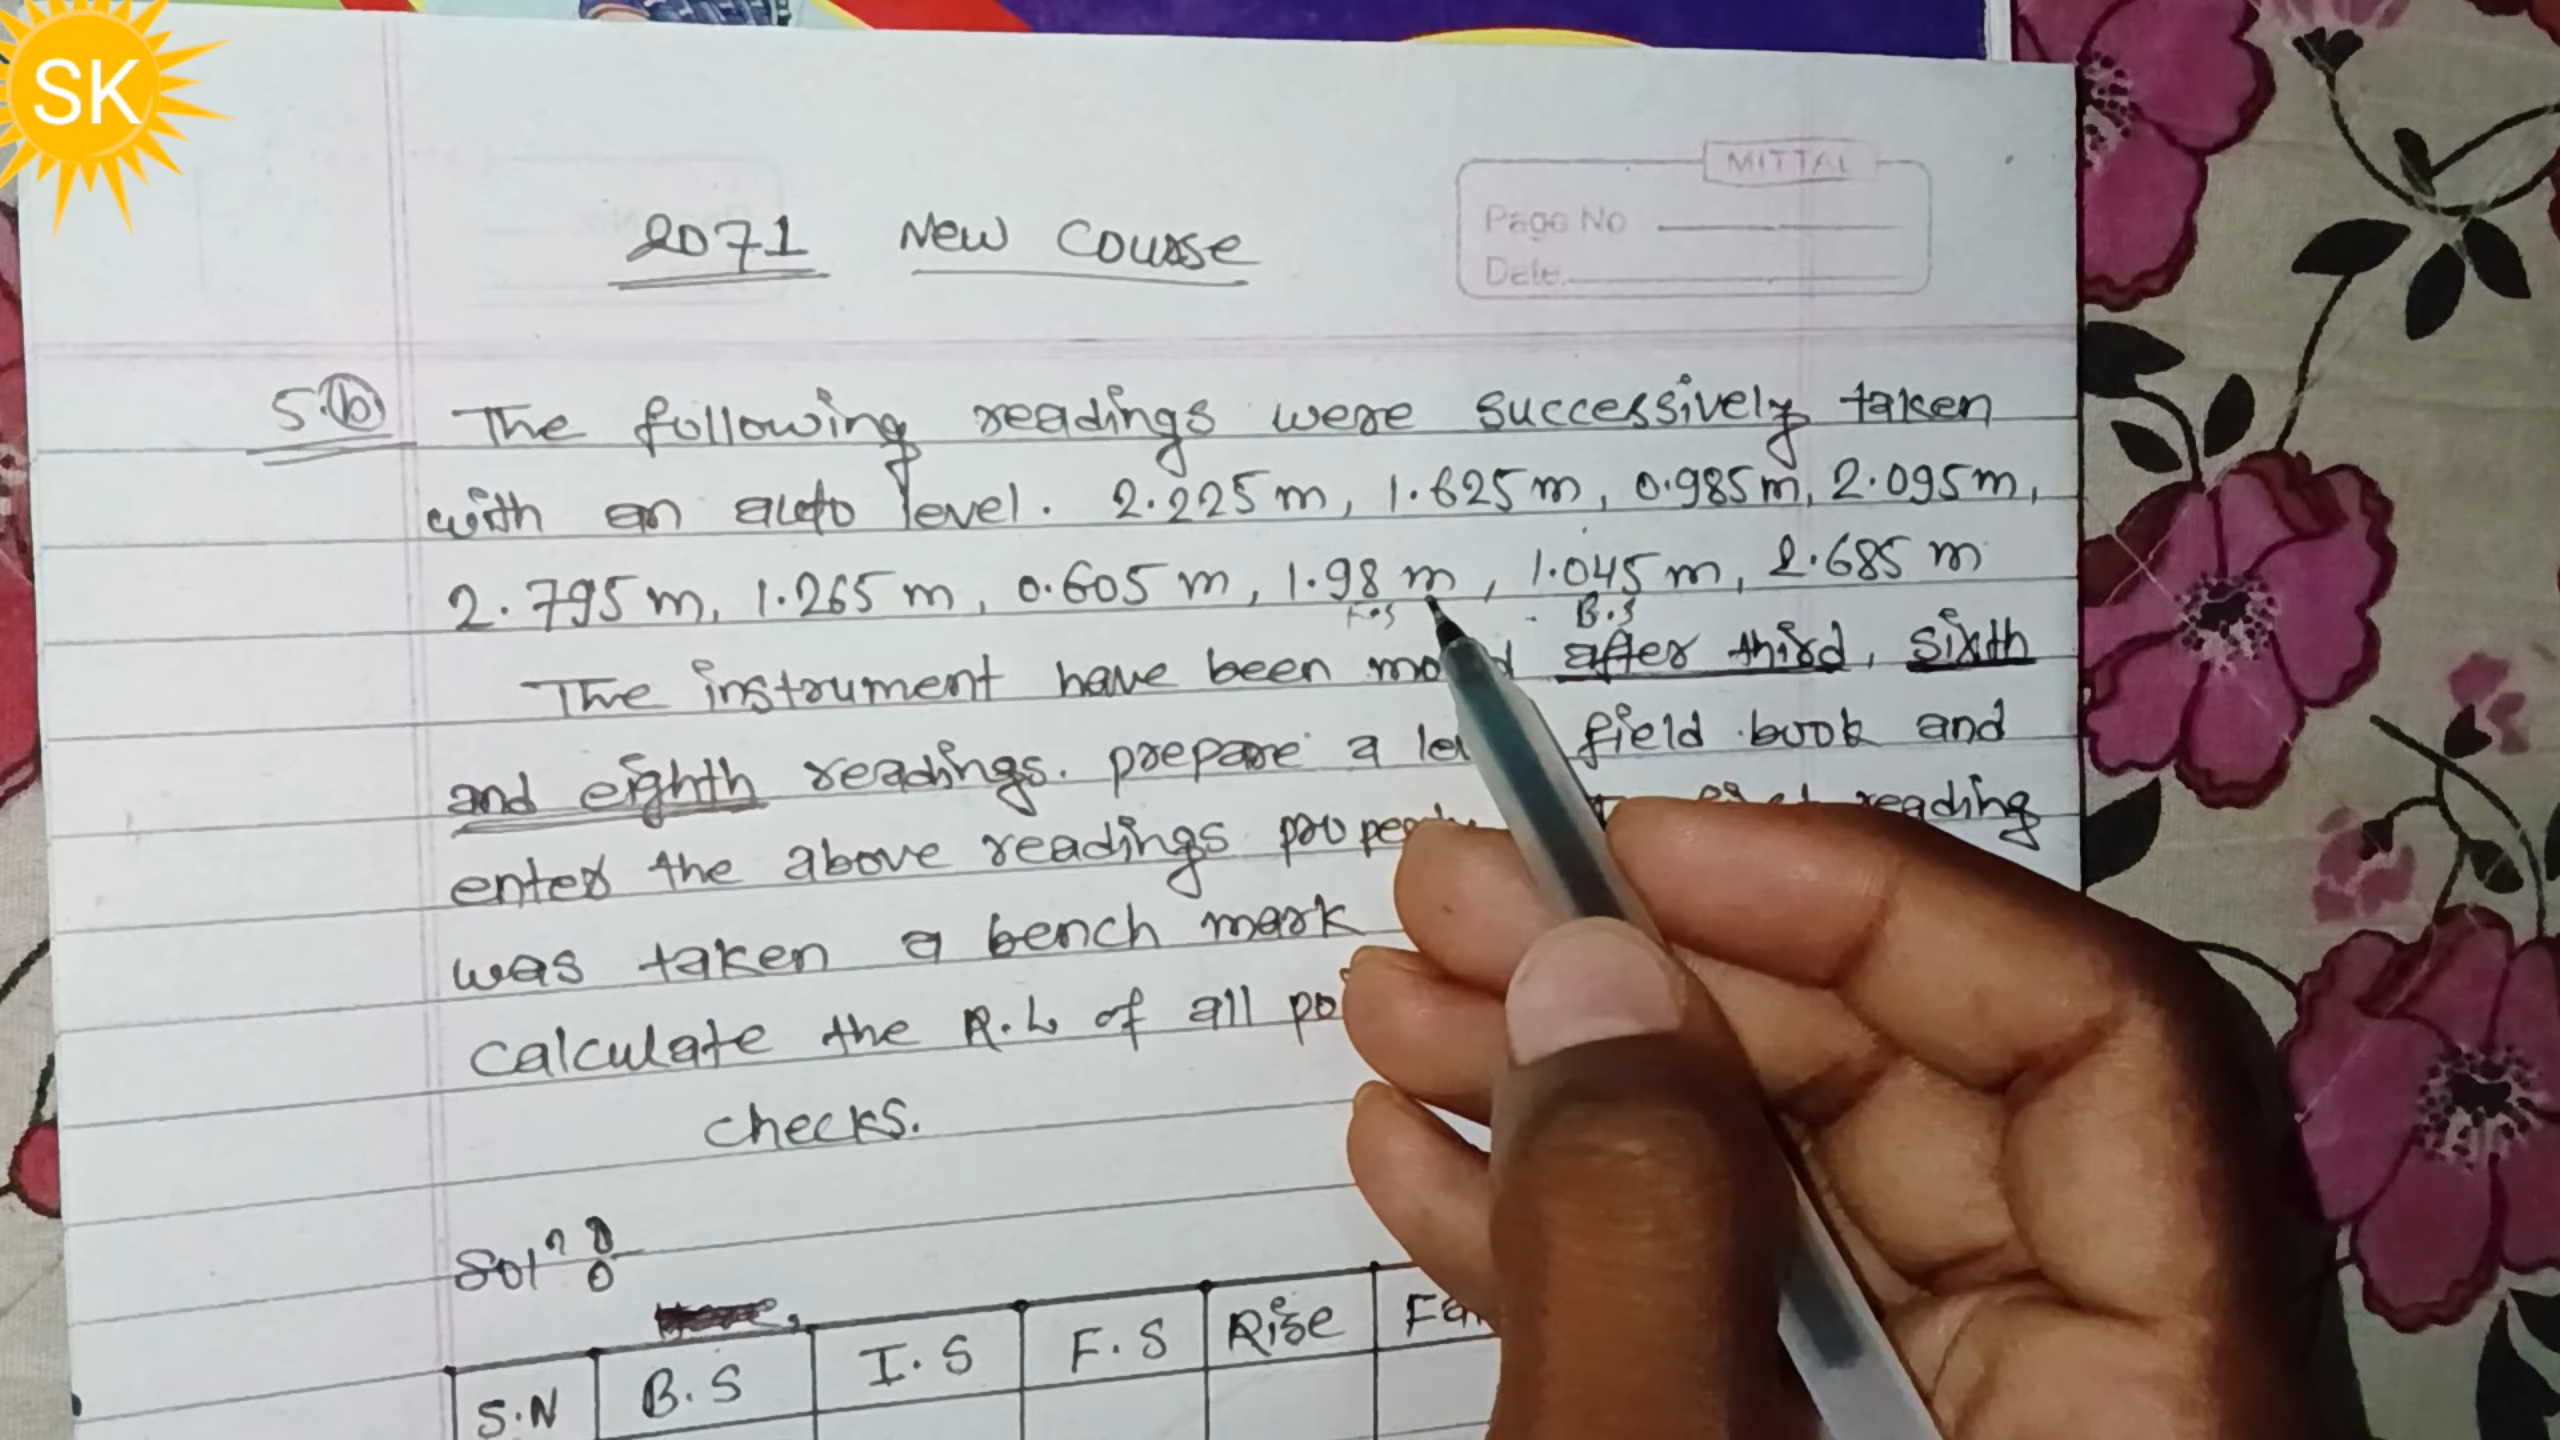 SK
MITTAL
Page No
Date
2071 New Course
5.(b) The following readings were successively taken
with an auto level. 2.225 m, 1.625 m, 0.985 m, 2.095 m,
2.795 m, 1.265 m, 0.605 m, 1.98 m, 1.045 m, 2.685 m
F.S B.S
The instrument have been after third, sixth
and eighth readings. prepare a field book and
enter the above readings reading
was taken a bench mark
calculate the R.L of all
checks.
Solⁿ:
S.N B.S I.S F.S Rise